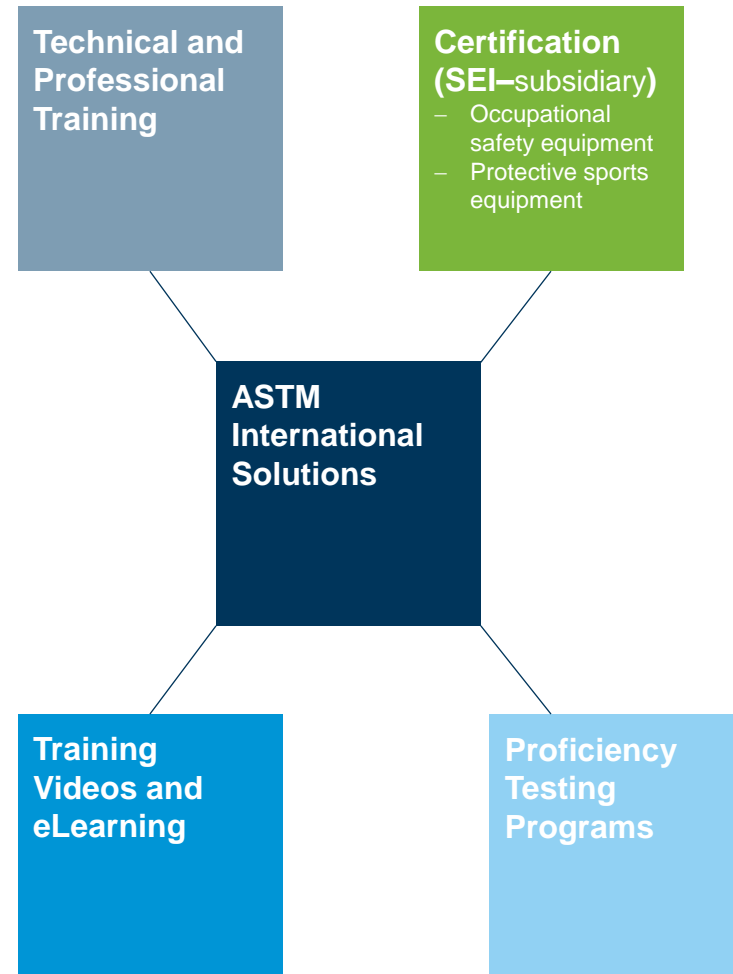 Technical and
Professional
Training
Certification
(SEI–subsidiary)
– Occupational
safety equipment
– Protective sports
equipment
ASTM
International
Solutions
Training
Videos and
eLearning
Proficiency
Testing
Programs